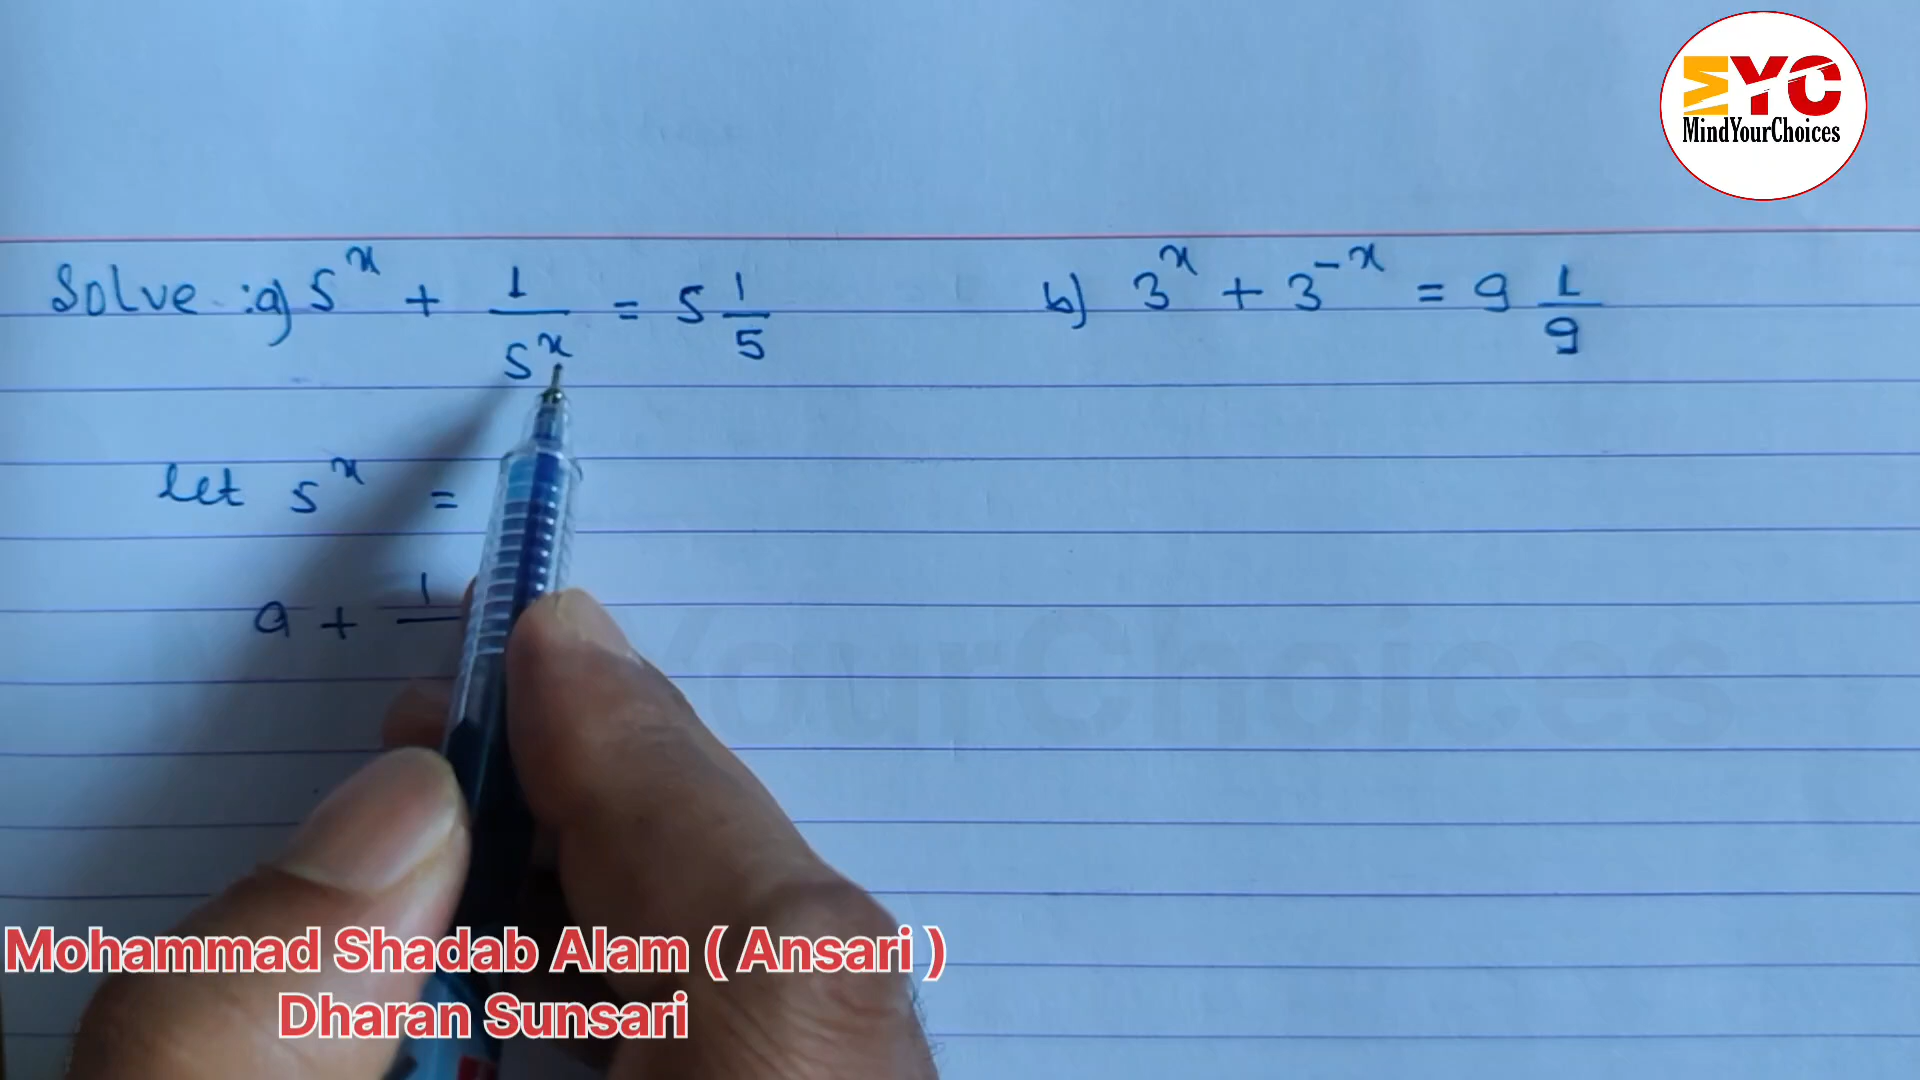 MYC
MindYourChoices
Solve :a) 5^x + 1/5^x = 5 1/5    b) 3^x + 3^-x = 9 1/9
let 5^x =
a + 1
YourChoices
Mohammad Shadab Alam ( Ansari )
Dharan Sunsari